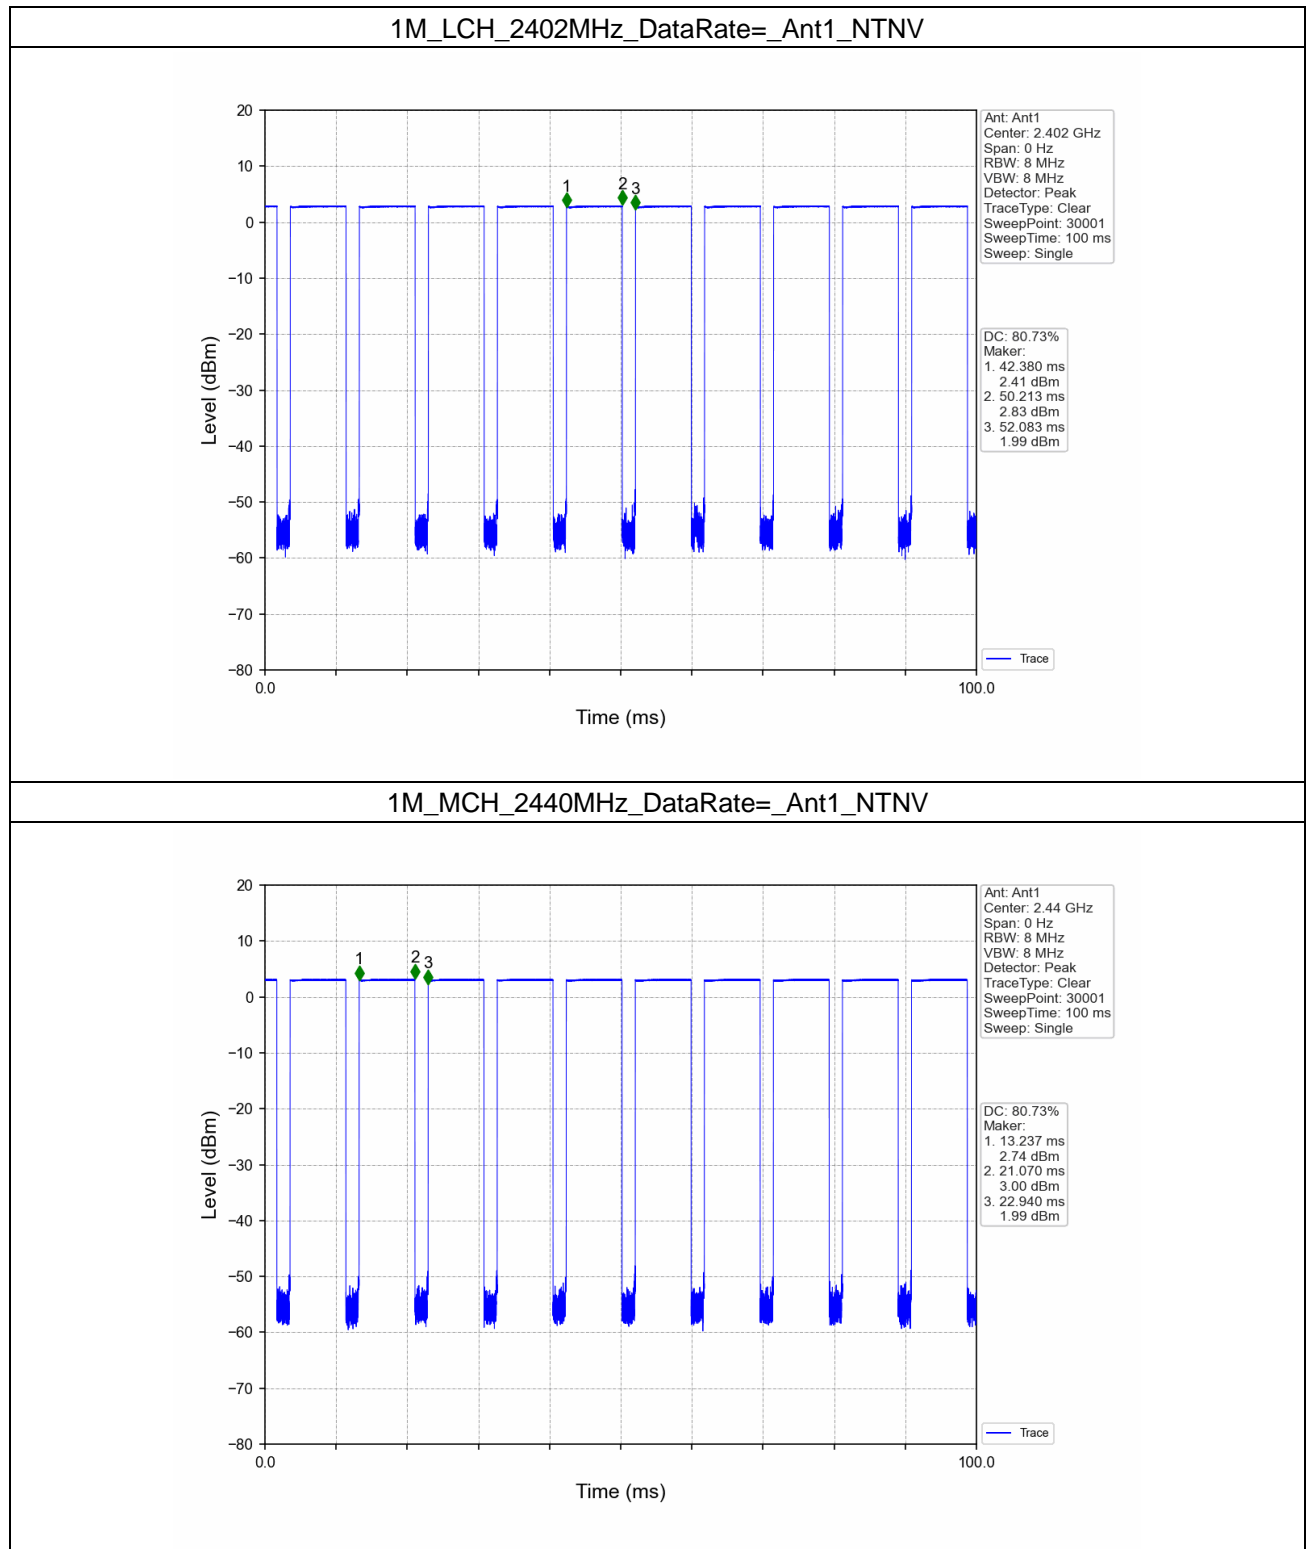 1M_LCH_2402MHz_DataRate=_Ant1_NTNV
20
10
0
−10
−20
−30
−40
−50
−60
−70
−80
Level (dBm)
1
2
3
0.0
100.0
Time (ms)
Ant: Ant1
Center: 2.402 GHz
Span: 0 Hz
RBW: 8 MHz
VBW: 8 MHz
Detector: Peak
TraceType: Clear
SweepPoint: 30001
SweepTime: 100 ms
Sweep: Single
DC: 80.73%
Maker:
1. 42.380 ms
2.41 dBm
2. 50.213 ms
2.83 dBm
3. 52.083 ms
1.99 dBm
Trace
1M_MCH_2440MHz_DataRate=_Ant1_NTNV
20
10
0
−10
−20
−30
−40
−50
−60
−70
−80
Level (dBm)
1
2
3
0.0
100.0
Time (ms)
Ant: Ant1
Center: 2.44 GHz
Span: 0 Hz
RBW: 8 MHz
VBW: 8 MHz
Detector: Peak
TraceType: Clear
SweepPoint: 30001
SweepTime: 100 ms
Sweep: Single
DC: 80.73%
Maker:
1. 13.237 ms
2.74 dBm
2. 21.070 ms
3.00 dBm
3. 22.940 ms
1.99 dBm
Trace